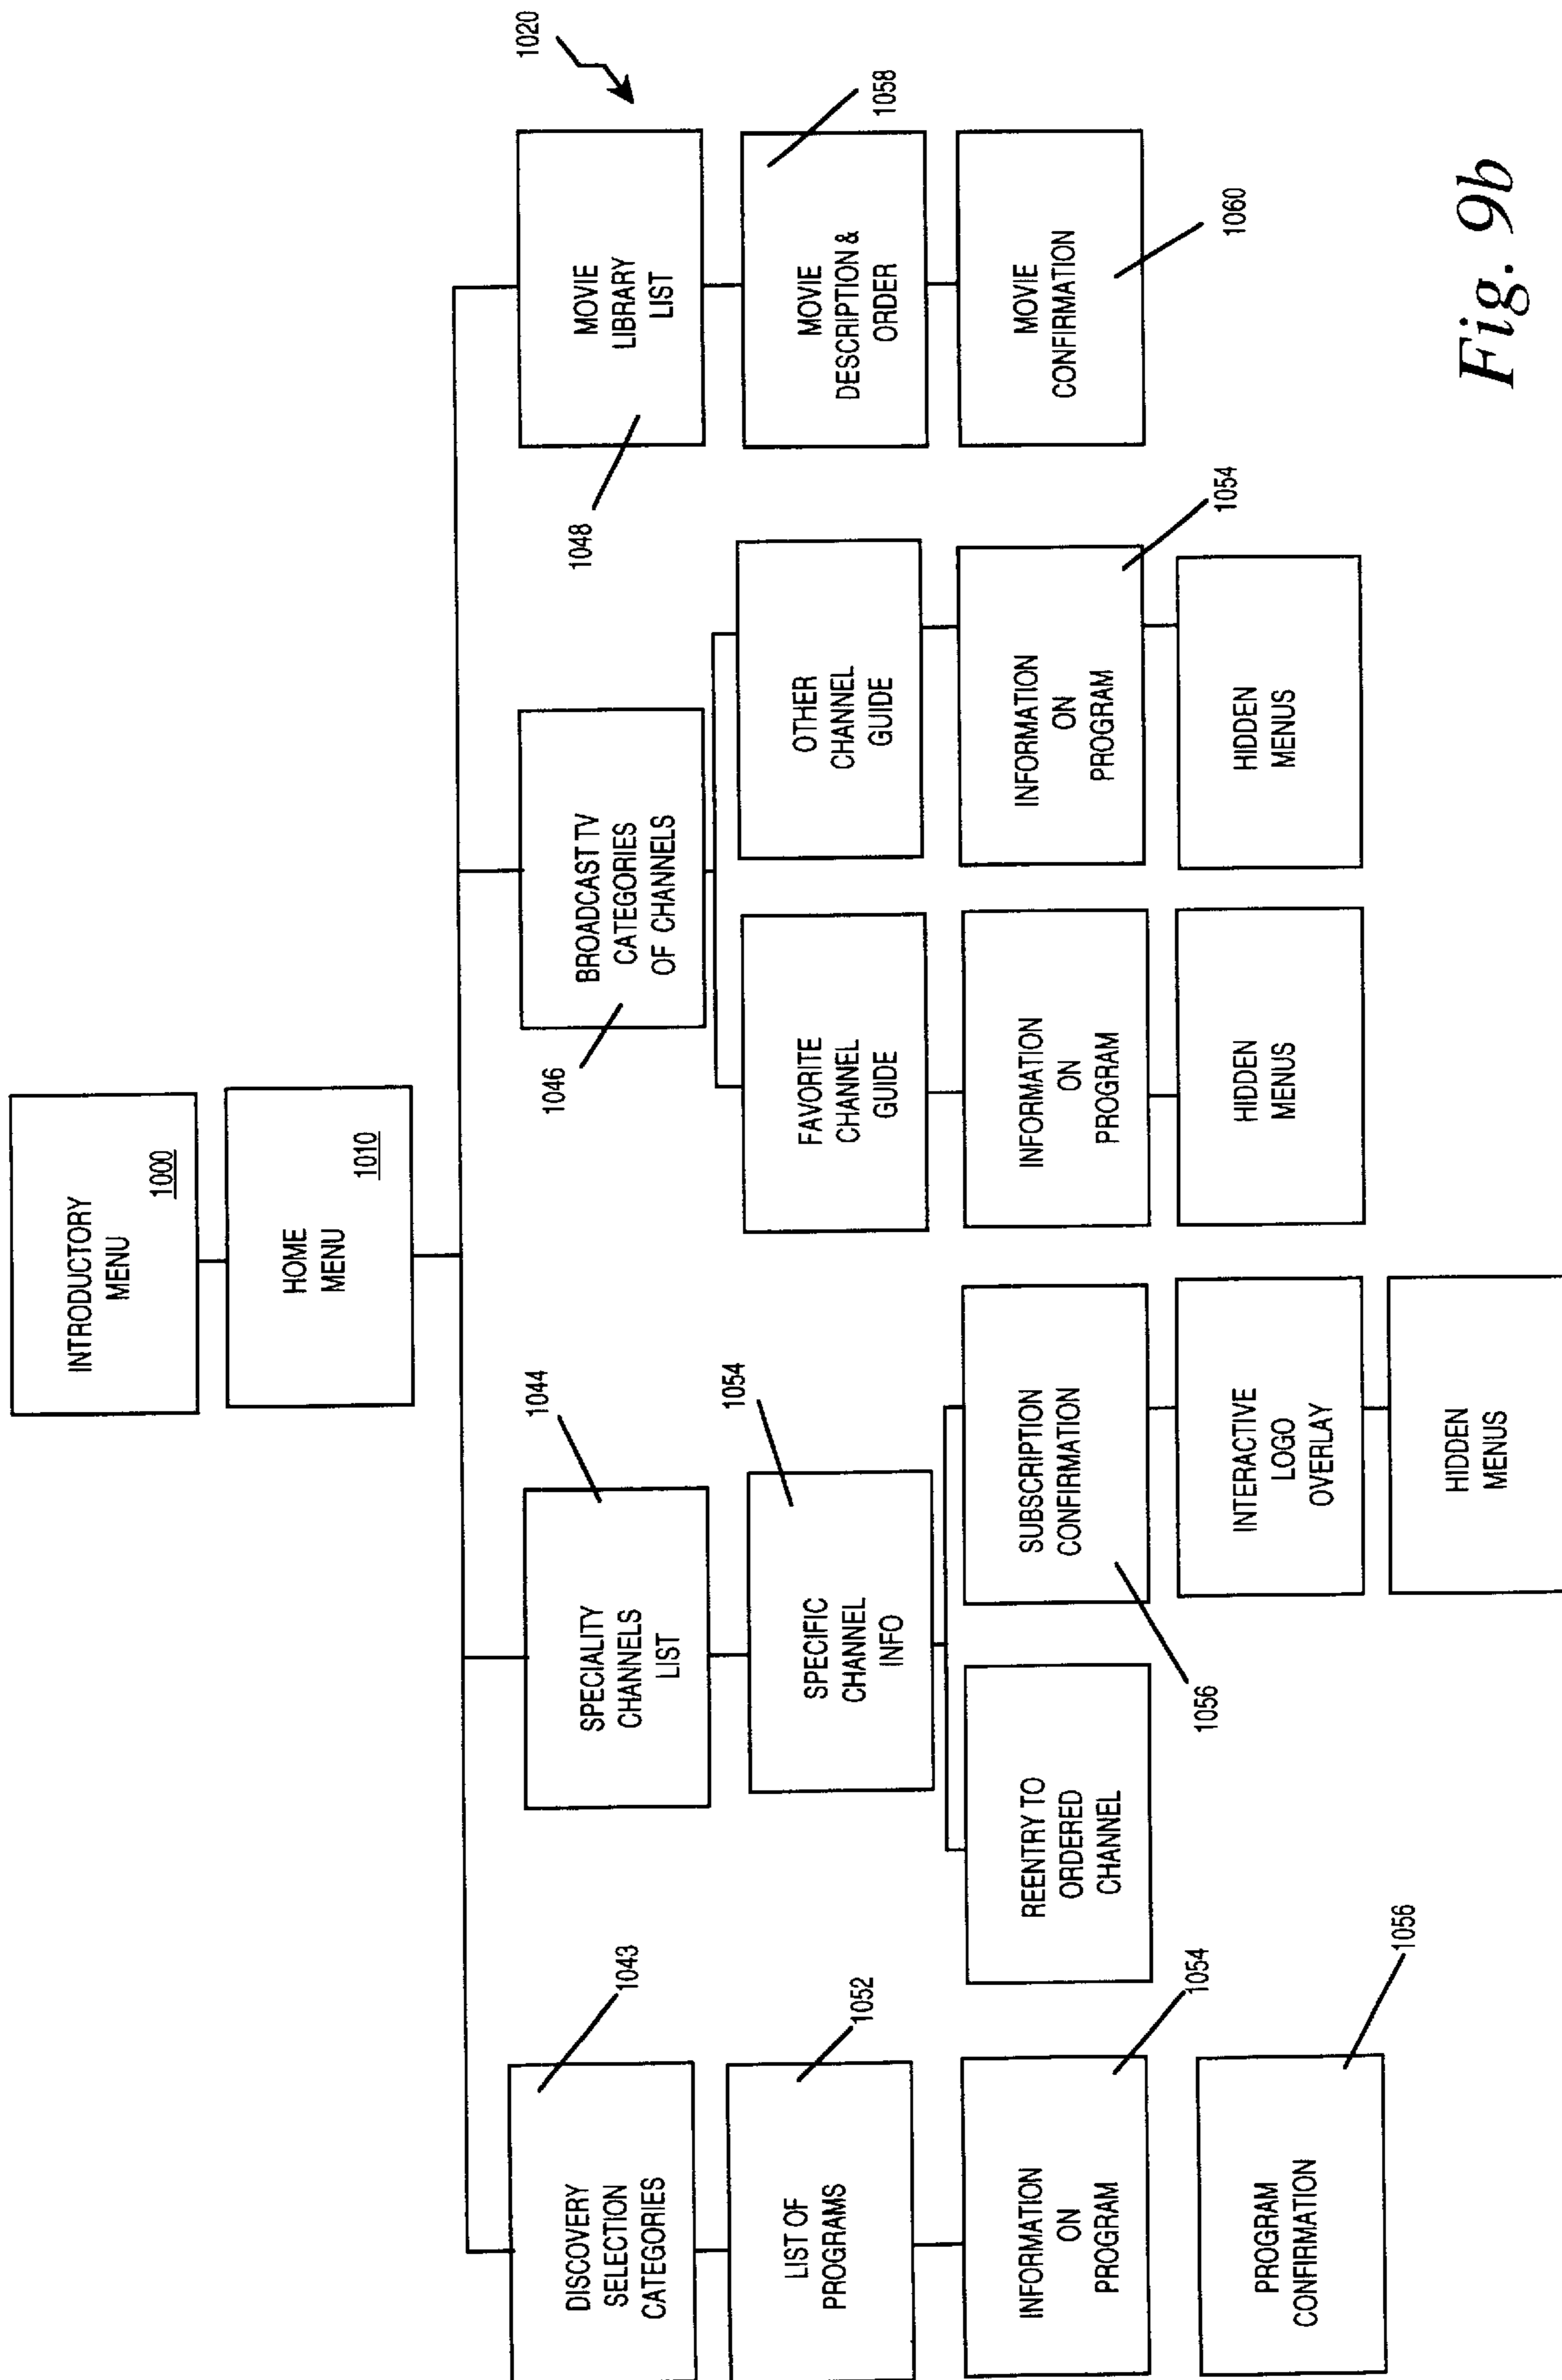 INTRODUCTORY
MENU
1000
HOME
MENU
1010
1020
1043
DISCOVERY
SELECTION
CATEGORIES
1052
LIST OF
PROGRAMS
INFORMATION
ON
PROGRAM
1054
PROGRAM
CONFIRMATION
1056
1044
SPECIALITY
CHANNELS
LIST
1054
SPECIFIC
CHANNEL
INFO
REENTRY TO
ORDERED
CHANNEL
SUBSCRIPTION
CONFIRMATION
1056
INTERACTIVE
LOGO
OVERLAY
HIDDEN
MENUS
1046
BROADCAST TV
CATEGORIES
OF CHANNELS
FAVORITE
CHANNEL
GUIDE
INFORMATION
ON
PROGRAM
HIDDEN
MENUS
OTHER
CHANNEL
GUIDE
INFORMATION
ON
PROGRAM
1054
HIDDEN
MENUS
1048
MOVIE
LIBRARY
LIST
1058
MOVIE
DESCRIPTION &
ORDER
MOVIE
CONFIRMATION
1060
Fig. 9b